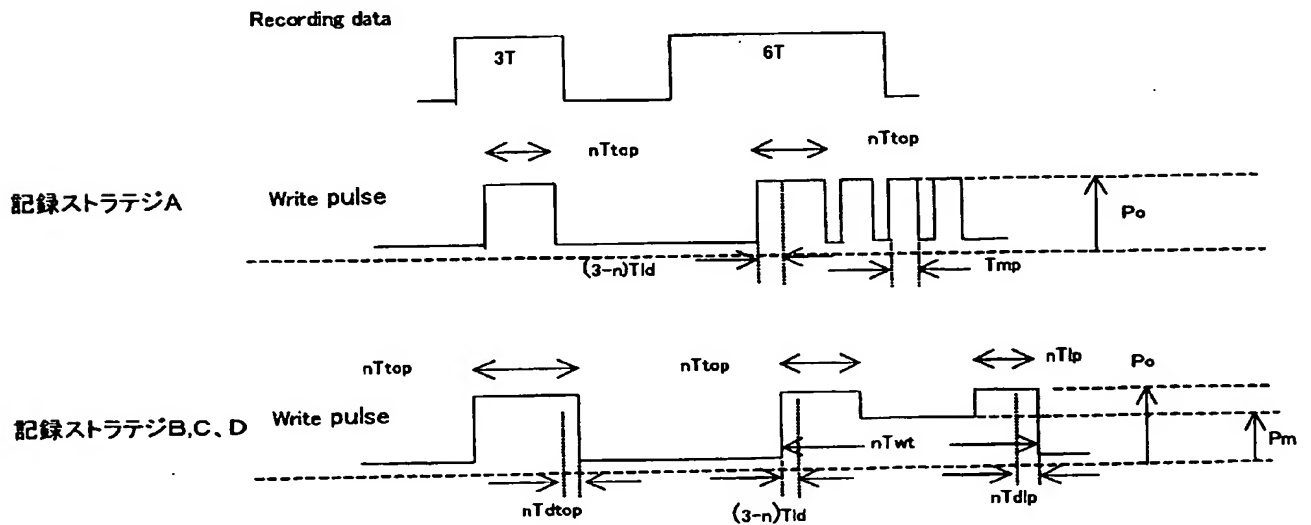 Recording data
3T
6T
nTtop
nTtop
記録ストラテジA
Write pulse
Po
(3-n)Tld
Tmp
nTtop
nTtop
nTlp
Po
記録ストラテジB,C、D
Write pulse
nTwt
Pm
nTdtop
(3-n)Tld
nTdlp